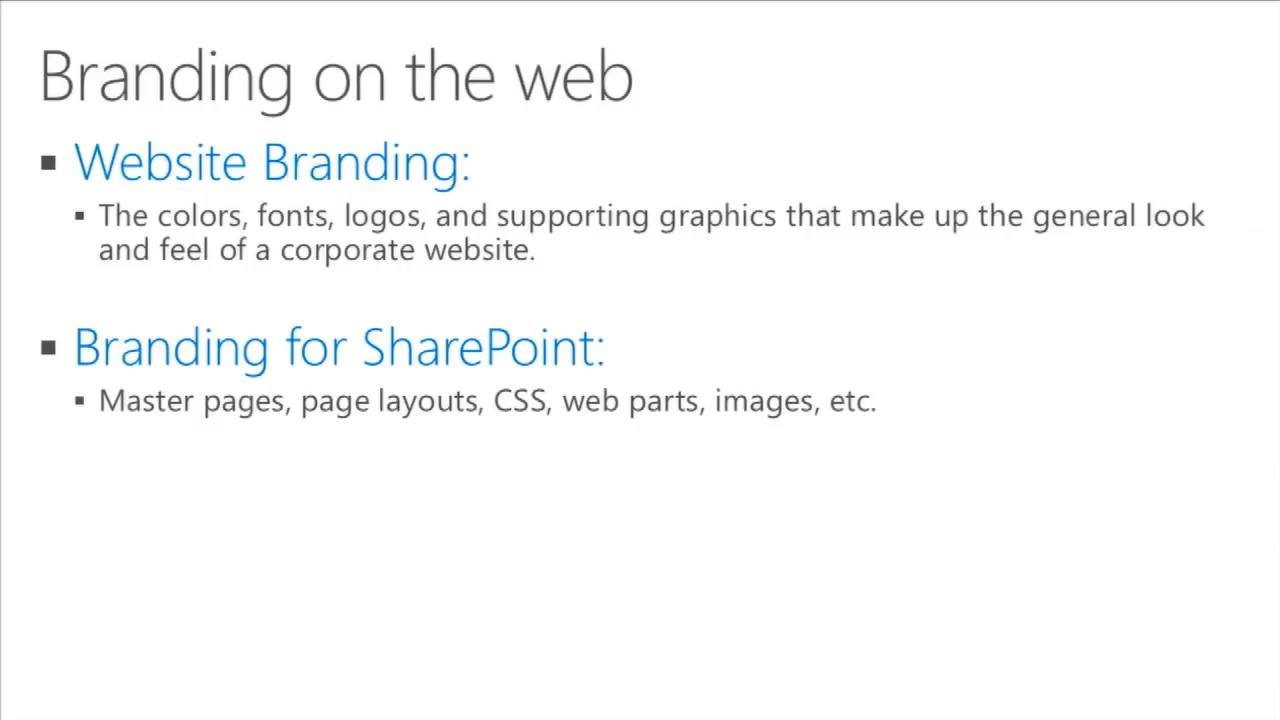 Branding on the web
▪ Website Branding:
▪ The colors, fonts, logos, and supporting graphics that make up the general look
and feel of a corporate website.
▪ Branding for SharePoint:
▪ Master pages, page layouts, CSS, web parts, images, etc.